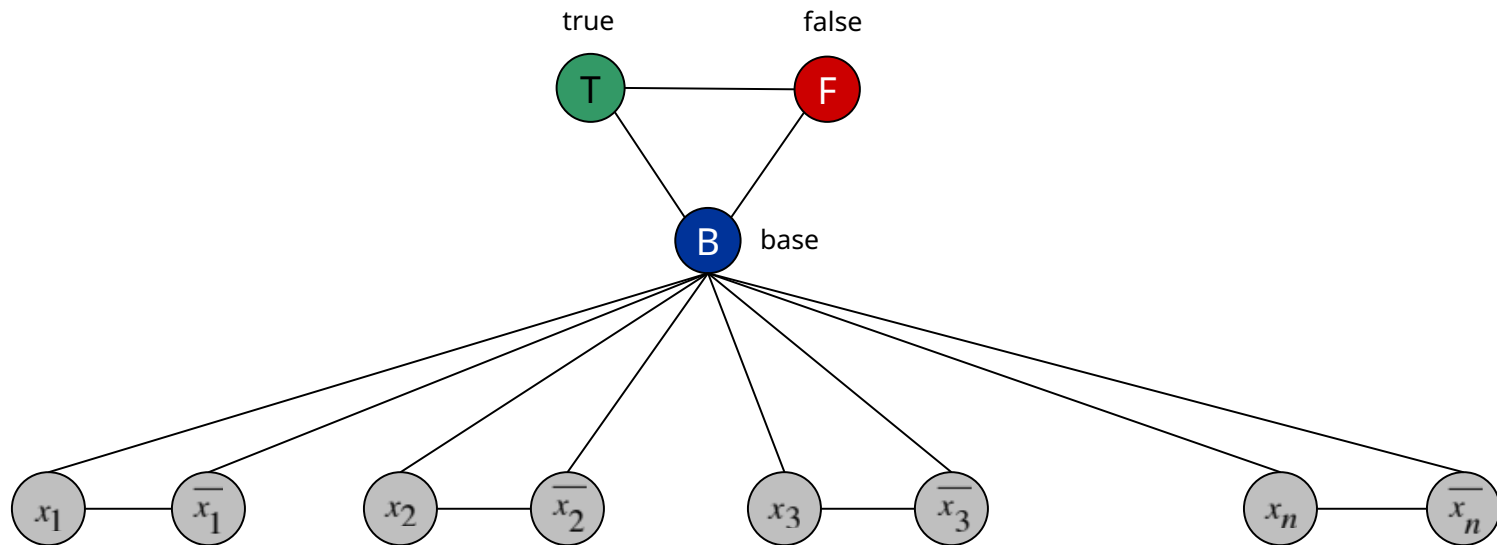 true false
T F
B base
x₁ x̅₁ x₂ x̅₂ x₃ x̅₃ xₙ x̅ₙ